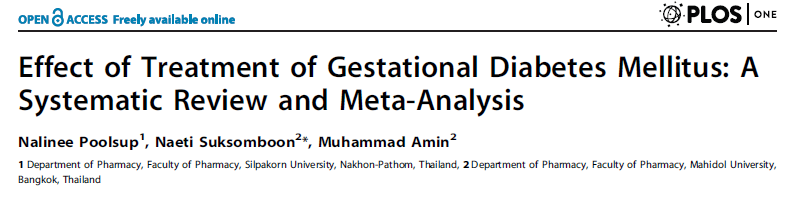 OPEN ACCESS Freely available online
PLOS ONE
Effect of Treatment of Gestational Diabetes Mellitus: A
Systematic Review and Meta-Analysis
Nalinee Poolsup1, Naeti Suksomboon2*, Muhammad Amin2
1 Department of Pharmacy, Faculty of Pharmacy, Silpakorn University, Nakhon-Pathom, Thailand, 2 Department of Pharmacy, Faculty of Pharmacy, Mahidol University,
Bangkok, Thailand